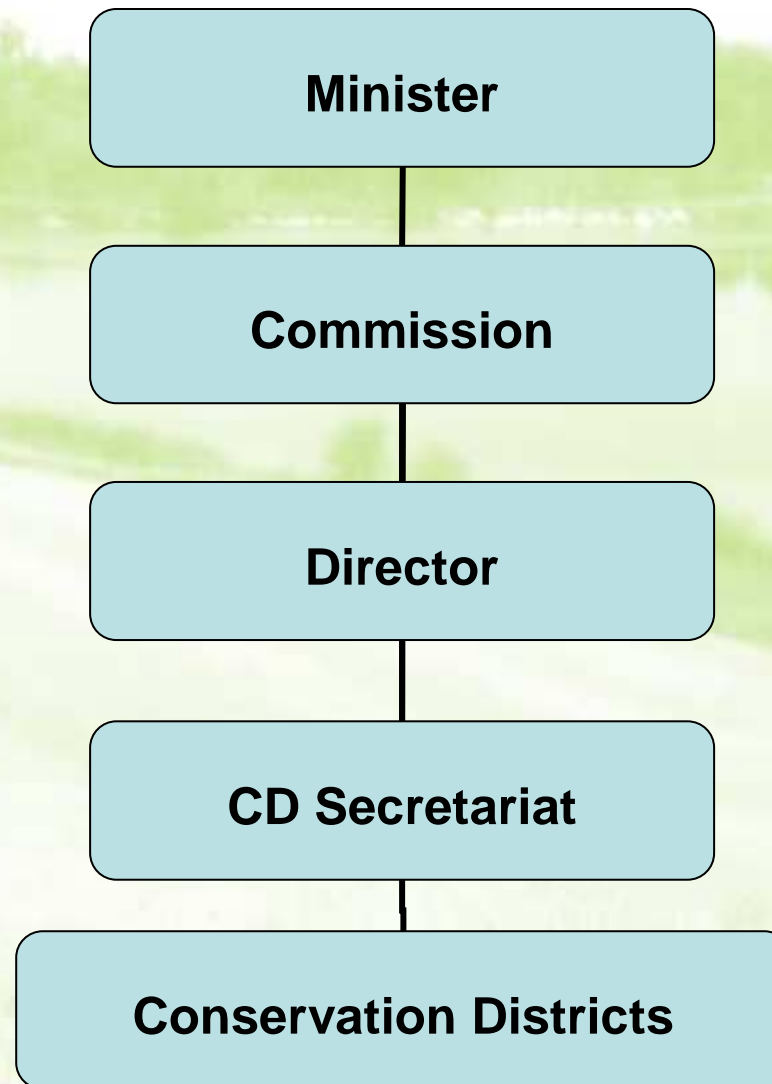 Minister
Commission
Director
CD Secretariat
Conservation Districts